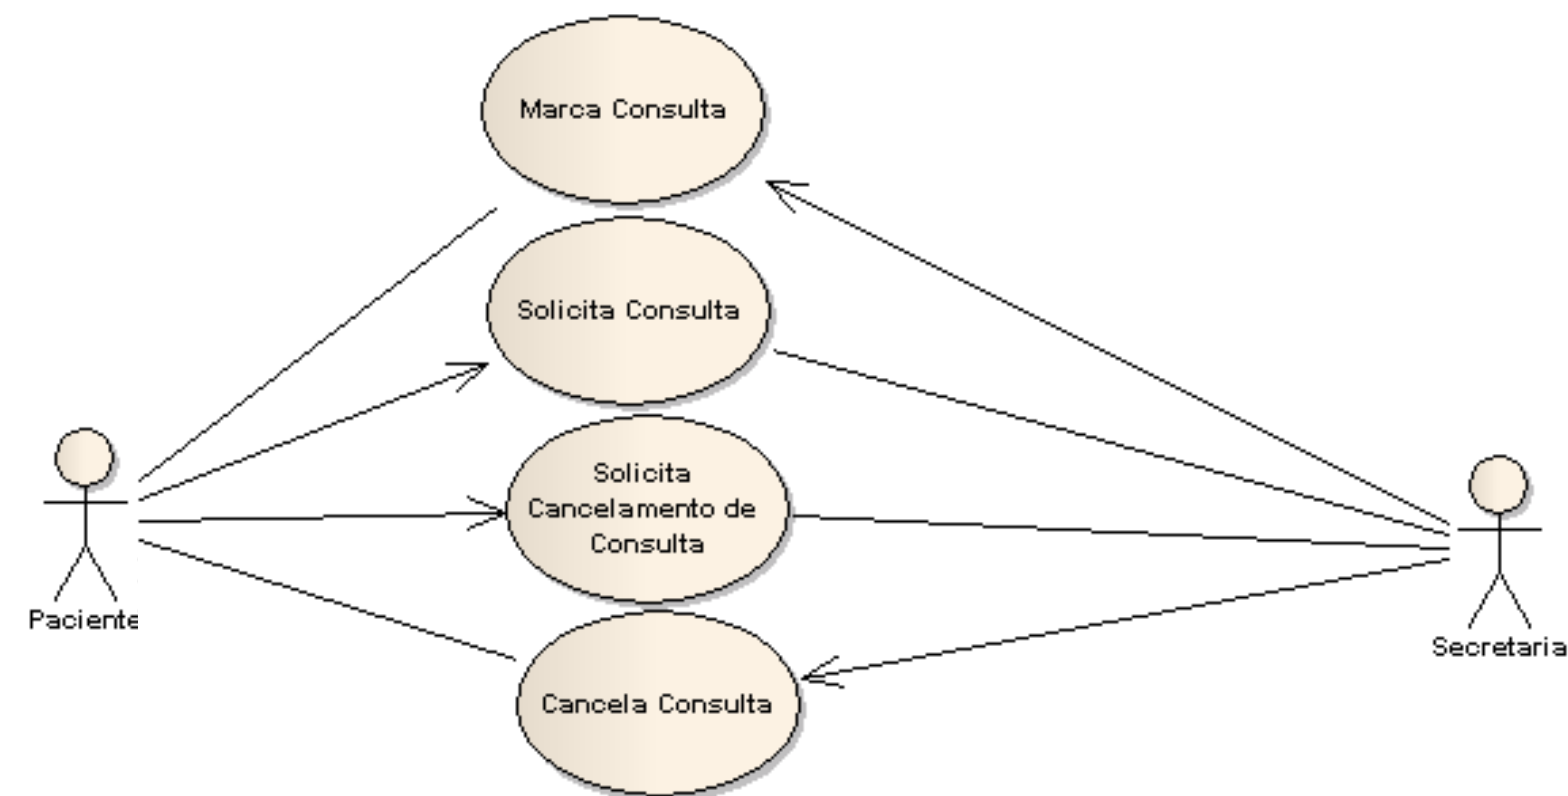 Marca Consulta
Solicita Consulta
Solicita
Cancelamento de
Consulta
Paciente
Secretaria
Cancela Consulta